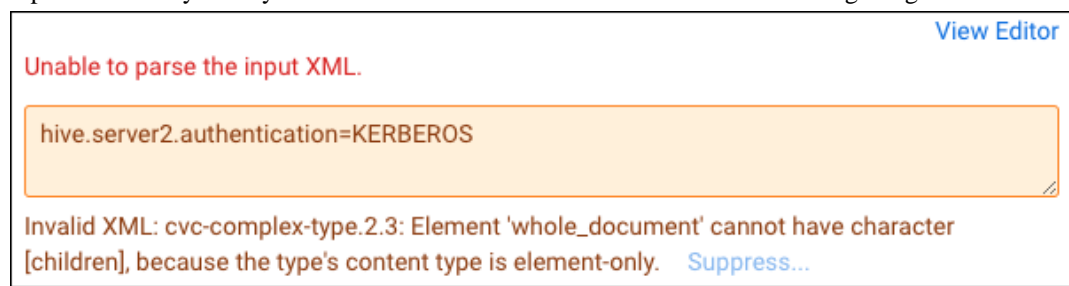 View Editor
Unable to parse the input XML.
hive.server2.authentication=KERBEROS
Invalid XML: cvc-complex-type.2.3: Element 'whole_document' cannot have character
[children], because the type's content type is element-only. Suppress...